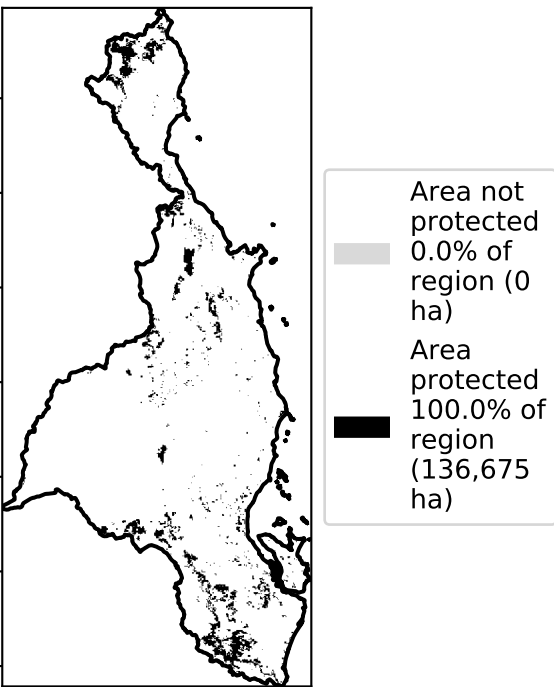 Area not
protected
0.0% of
region (0
ha)
Area
protected
100.0% of
region
(136,675
ha)